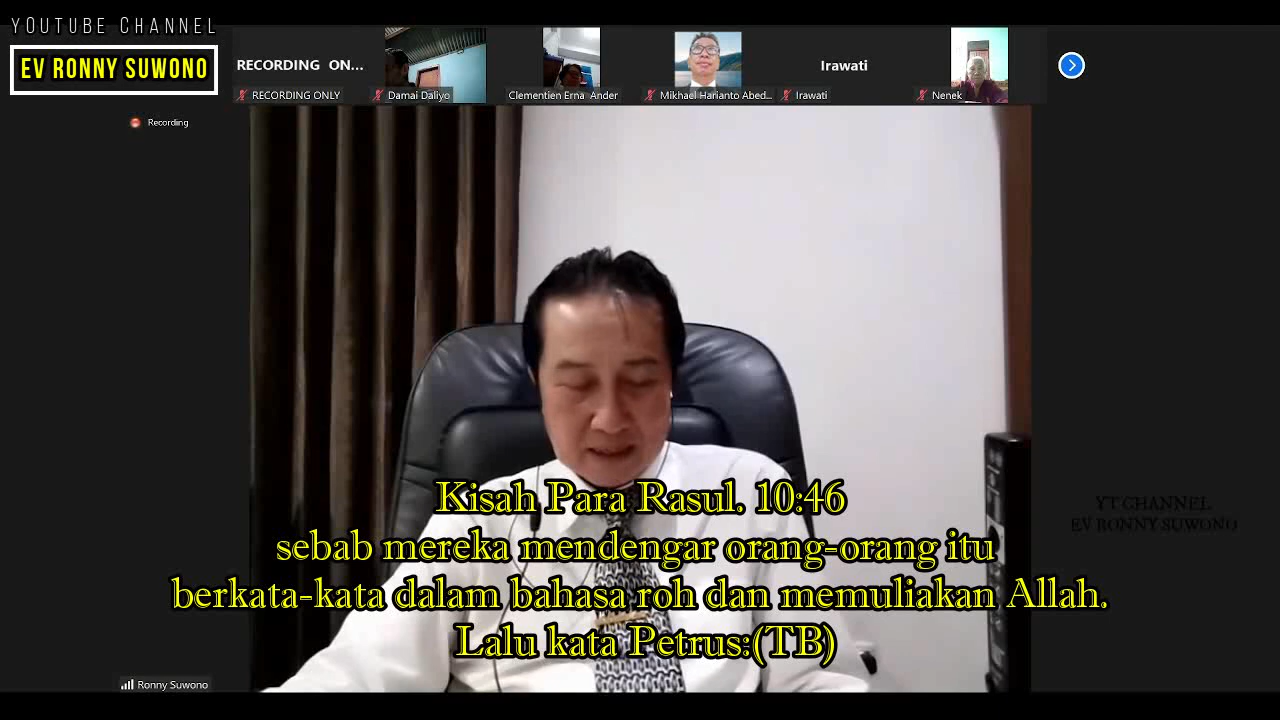 YOUTUBE CHANNEL
EV RONNY SUWONO
RECORDING ON...
Irawati
RECORDING ONLY
Damai Daliyo
Clementien Erna Ander
Mikhael Harianto Abed...
Irawati
Nenek
Recording
YT CHANNEL
EV RONNY SUWONO
Kisah Para Rasul. 10:46
sebab mereka mendengar orang-orang itu
berkata-kata dalam bahasa roh dan memuliakan Allah.
Lalu kata Petrus:(TB)
Ronny Suwono